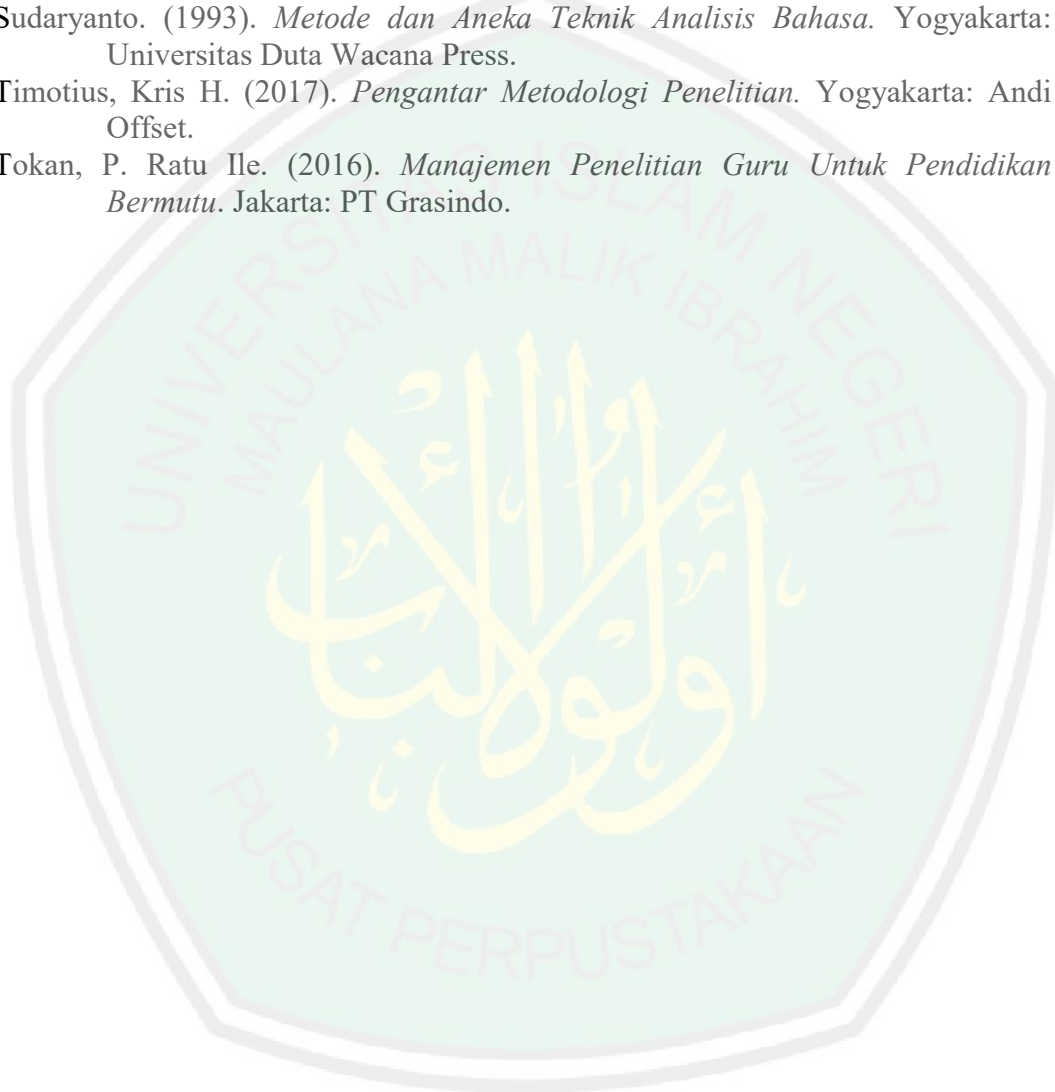 Sudaryanto. (1993). Metode dan Aneka Teknik Analisis Bahasa. Yogyakarta:
Universitas Duta Wacana Press.
Timotius, Kris H. (2017). Pengantar Metodologi Penelitian. Yogyakarta: Andi
Offset.
Tokan, P. Ratu Ile. (2016). Manajemen Penelitian Guru Untuk Pendidikan
Bermutu. Jakarta: PT Grasindo.
UNIVERSITAS ISLAM NEGERI
MAULANA MALIK IBRAHIM
أولوا الألباب
PUSAT PERPUSTAKAAN